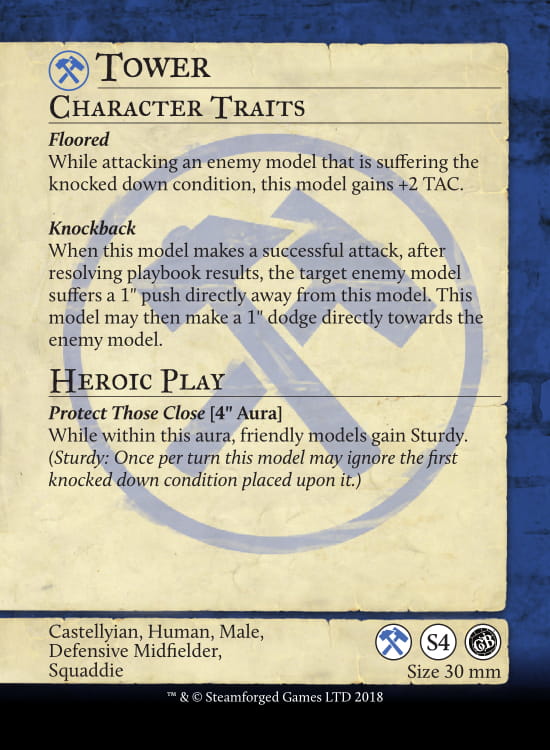 Tower
Character Traits
Floored
While attacking an enemy model that is suffering the
knocked down condition, this model gains +2 TAC.
Knockback
When this model makes a successful attack, after
resolving playbook results, the target enemy model
suffers a 1" push directly away from this model. This
model may then make a 1" dodge directly towards the
enemy model.
Heroic Play
Protect Those Close [4" Aura]
While within this aura, friendly models gain Sturdy.
(Sturdy: Once per turn this model may ignore the first
knocked down condition placed upon it.)
Castellyian, Human, Male,
Defensive Midfielder,
Squaddie
S4
GB
Size 30 mm
™ & © Steamforged Games LTD 2018